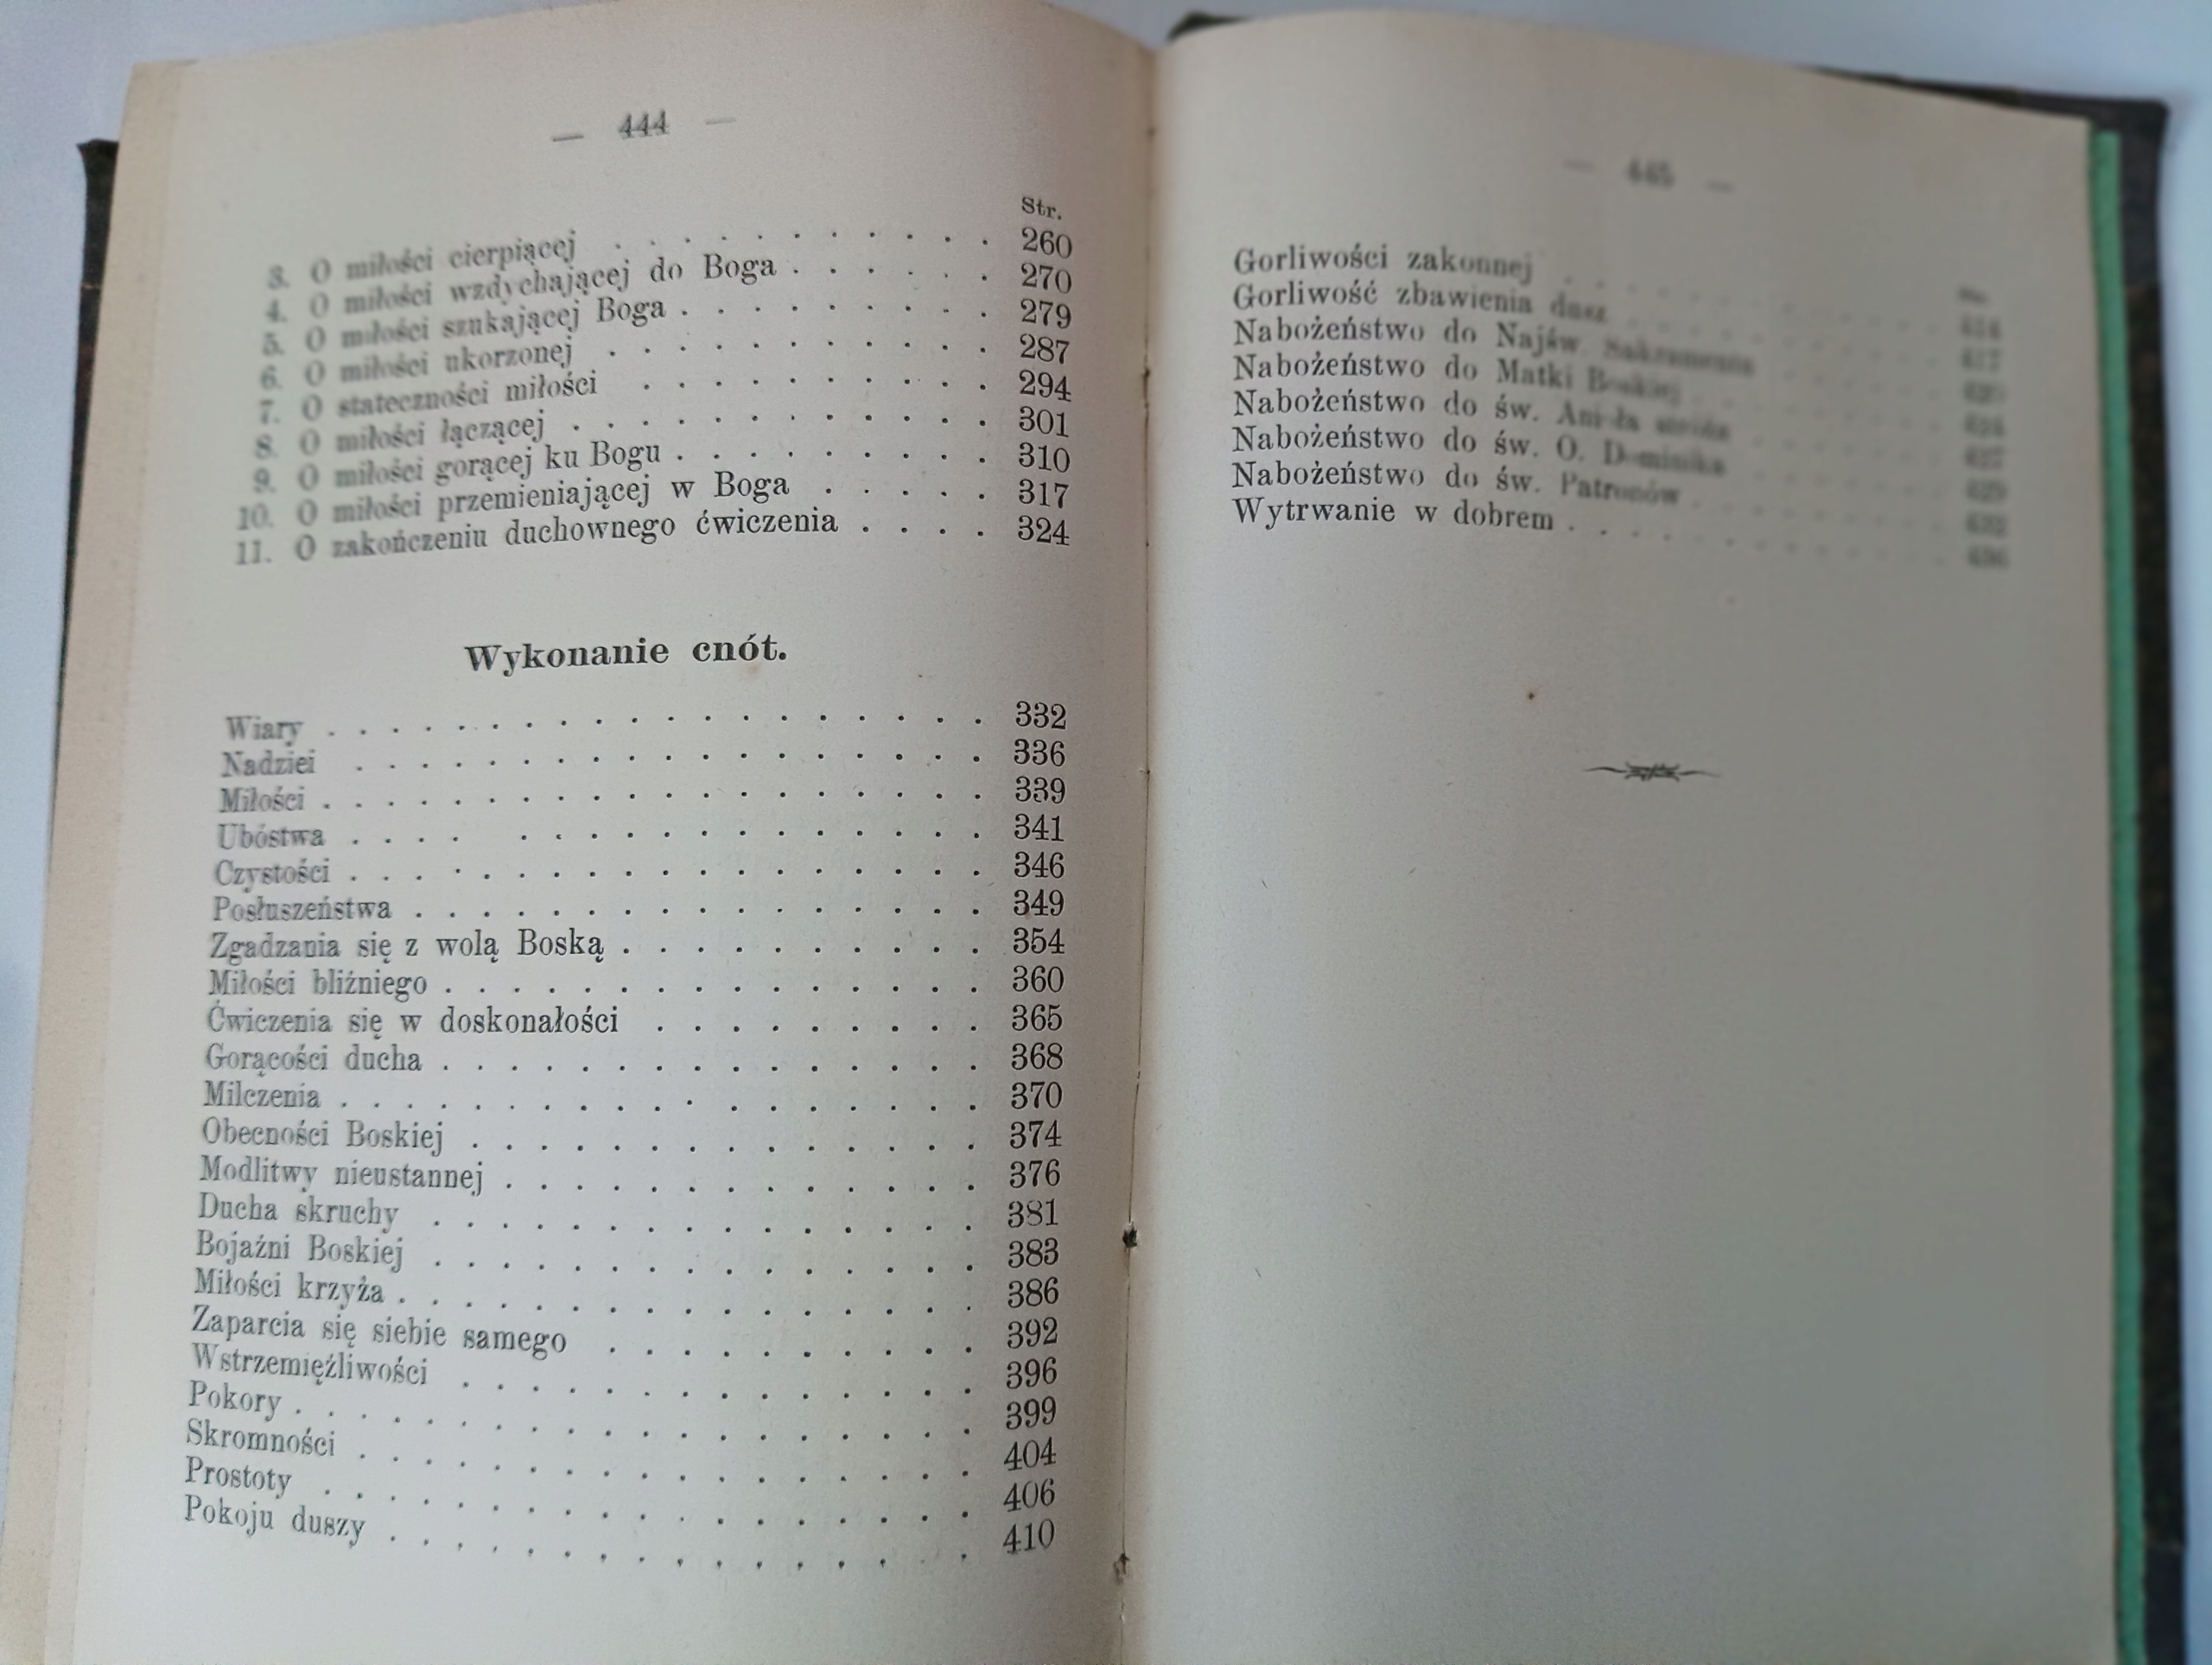 — 444 —
Str.
3. O miłości cierpiącej . . . . . . . . . . . 260
4. O miłości wzdychającej do Boga . . . . . . 270
5. O miłości szukającej Boga . . . . . . . . . 279
6. O miłości ukorzonej . . . . . . . . . . . 287
7. O stateczności miłości . . . . . . . . . . 294
8. O miłości łączącej . . . . . . . . . . . . 301
9. O miłości gorącej ku Bogu . . . . . . . . . 310
10. O miłości przemieniającej w Boga . . . . . 317
11. O zakończeniu duchownego ćwiczenia . . . . 324
Wykonanie cnót.
Wiary . . . . . . . . . . . . . . . . . . . . 332
Nadziei . . . . . . . . . . . . . . . . . . . 336
Miłości . . . . . . . . . . . . . . . . . . . 339
Ubóstwa . . . . . . . . . . . . . . . . . . 341
Czystości . . . . . . . . . . . . . . . . . . 346
Posłuszeństwa . . . . . . . . . . . . . . . . 349
Zgadzania się z wolą Boską . . . . . . . . . . 354
Miłości bliźniego . . . . . . . . . . . . . . . 360
Ćwiczenia się w doskonałości . . . . . . . . . 365
Gorącości ducha . . . . . . . . . . . . . . . 368
Milczenia . . . . . . . . . . . . . . . . . . 370
Obecności Boskiej . . . . . . . . . . . . . . 374
Modlitwy nieustannej . . . . . . . . . . . . . 376
Ducha skruchy . . . . . . . . . . . . . . . 381
Bojaźni Boskiej . . . . . . . . . . . . . . . 383
Miłości krzyża . . . . . . . . . . . . . . . . 386
Zaparcia się siebie samego . . . . . . . . . . 392
Wstrzemięźliwości . . . . . . . . . . . . . . 396
Pokory . . . . . . . . . . . . . . . . . . . 399
Skromności . . . . . . . . . . . . . . . . . 404
Prostoty . . . . . . . . . . . . . . . . . . 406
Pokoju duszy . . . . . . . . . . . . . . . . 410
— 445 —
Gorliwości zakonnej
Gorliwość zbawienia dusz
Nabożeństwo do Najśw. Sakramentu
Nabożeństwo do Matki Boskiej
Nabożeństwo do św. Anioła
Nabożeństwo do św. O. Dominika
Nabożeństwo do św. Patronów
Wytrwanie w dobrem